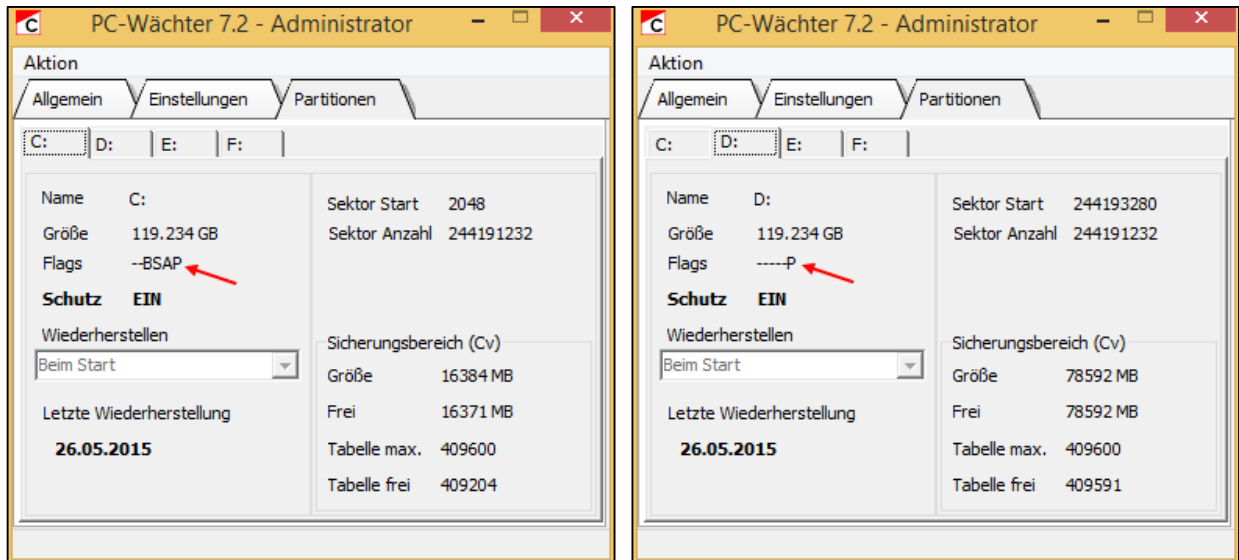 PC-Wächter 7.2 - Administrator
Aktion
Allgemein Einstellungen Partitionen
C: D: E: F:
Name C:
Größe 119.234 GB
Flags --BSAP
Schutz EIN
Wiederherstellen
Beim Start
Letzte Wiederherstellung
26.05.2015
Sektor Start 2048
Sektor Anzahl 244191232
Sicherungsbereich (Cv)
Größe 16384 MB
Frei 16371 MB
Tabelle max. 409600
Tabelle frei 409204
PC-Wächter 7.2 - Administrator
Aktion
Allgemein Einstellungen Partitionen
C: D: E: F:
Name D:
Größe 119.234 GB
Flags -----P
Schutz EIN
Wiederherstellen
Beim Start
Letzte Wiederherstellung
26.05.2015
Sektor Start 244193280
Sektor Anzahl 244191232
Sicherungsbereich (Cv)
Größe 78592 MB
Frei 78592 MB
Tabelle max. 409600
Tabelle frei 409591